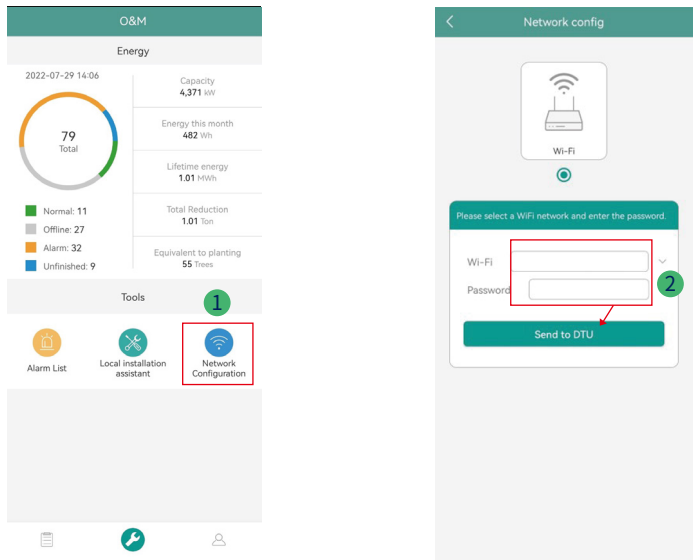 O&M
Energy
2022-07-29 14:06
79
Total
Capacity
4,371 kW
Energy this month
482 Wh
Lifetime energy
1.01 MWh
Total Reduction
1.01 Ton
Equivalent to planting
55 Trees
Normal: 11
Offline: 27
Alarm: 32
Unfinished: 9
Tools
1
Alarm List
Local installation
assistant
Network
Configuration
Network config
Wi-Fi
Please select a WiFi network and enter the password.
Wi-Fi
Password
2
Send to DTU